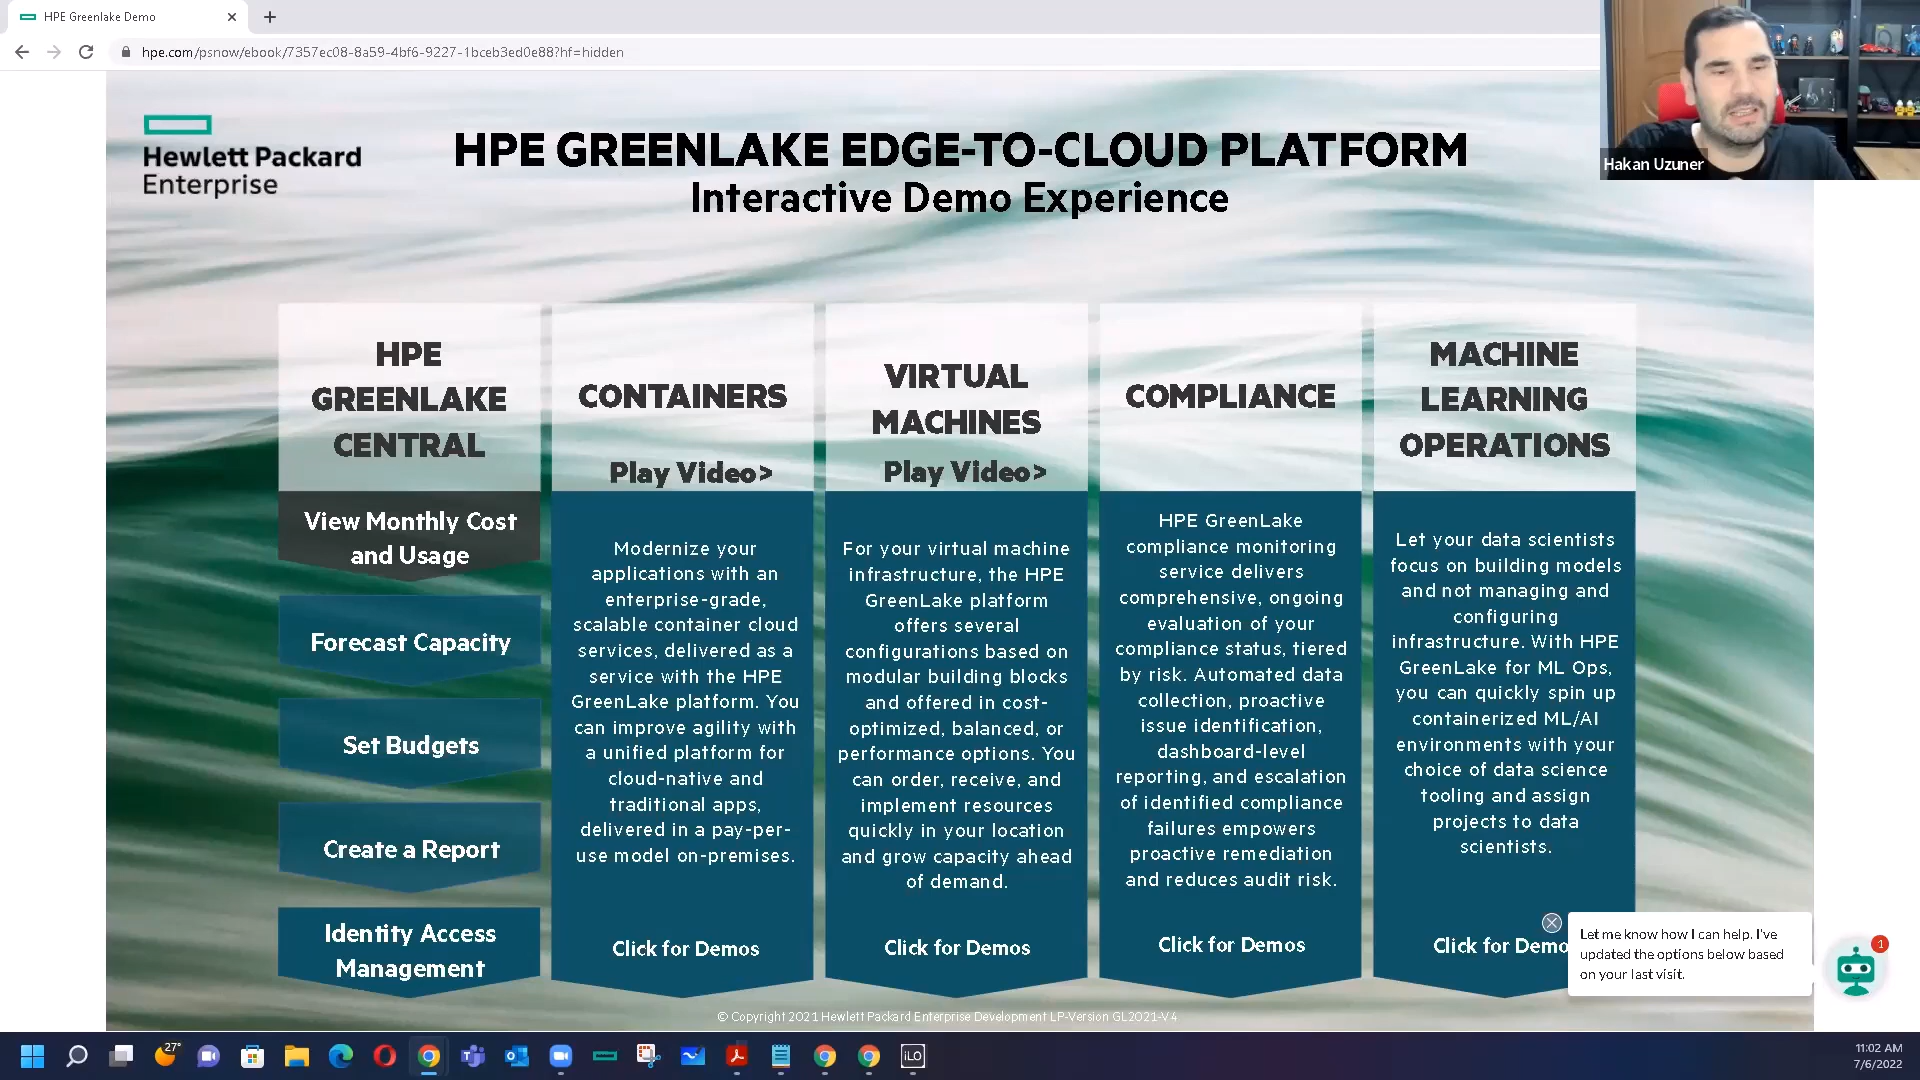 HPE Greenlake Demo
hpe.com/psnow/ebook/7357ec08-8a59-4bf6-9227-1bceb3ed0e88?hf=hidden
Hakan Uzuner
Hewlett Packard
Enterprise
HPE GREENLAKE EDGE-TO-CLOUD PLATFORM
Interactive Demo Experience
HPE
GREENLAKE
CENTRAL
View Monthly Cost
and Usage
Forecast Capacity
Set Budgets
Create a Report
Identity Access
Management
CONTAINERS
Play Video>
Modernize your
applications with an
enterprise-grade,
scalable container cloud
services, delivered as a
service with the HPE
GreenLake platform. You
can improve agility with
a unified platform for
cloud-native and
traditional apps,
delivered in a pay-per-
use model on-premises.
Click for Demos
VIRTUAL
MACHINES
Play Video>
For your virtual machine
infrastructure, the HPE
GreenLake platform
offers several
configurations based on
modular building blocks
and offered in cost-
optimized, balanced, or
performance options. You
can order, receive, and
implement resources
quickly in your location
and grow capacity ahead
of demand.
Click for Demos
COMPLIANCE
HPE GreenLake
compliance monitoring
service delivers
comprehensive, ongoing
evaluation of your
compliance status, tiered
by risk. Automated data
collection, proactive
issue identification,
dashboard-level
reporting, and escalation
of identified compliance
failures empowers
proactive remediation
and reduces audit risk.
Click for Demos
MACHINE
LEARNING
OPERATIONS
Let your data scientists
focus on building models
and not managing and
configuring
infrastructure. With HPE
GreenLake for ML Ops,
you can quickly spin up
containerized ML/AI
environments with your
choice of data science
tooling and assign
projects to data
scientists.
Click for Demo
Let me know how I can help. I've
updated the options below based
on your last visit.
1
© Copyright 2021 Hewlett Packard Enterprise Development LP-Version GL2021-V4
27°
iLO
11:02 AM
7/6/2022